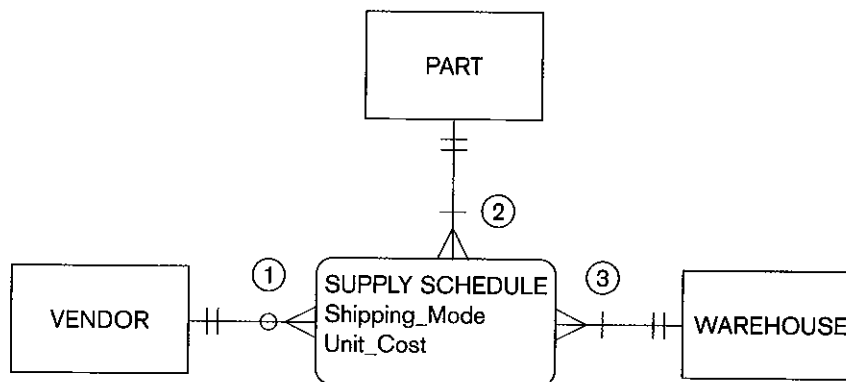 PART
2
1
3
VENDOR
SUPPLY SCHEDULE
Shipping_Mode
Unit_Cost
WAREHOUSE